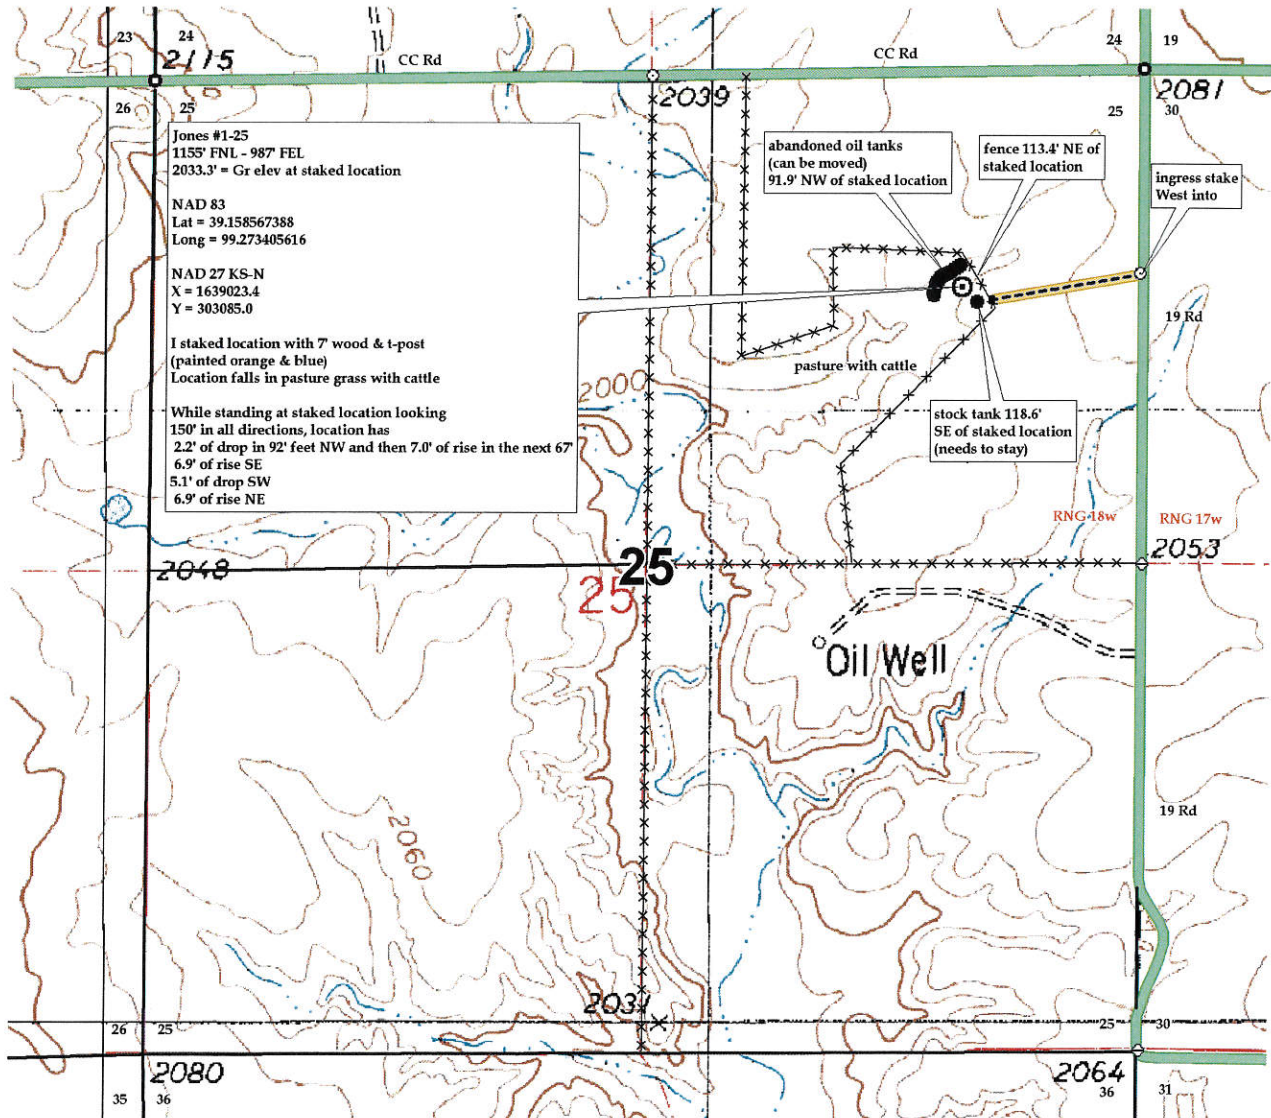 23
24
2115
CC Rd
CC Rd
24
19
2039
2081
26
25
25
30
Jones #1-25
1155' FNL - 987' FEL
2033.3' = Gr elev at staked location
NAD 83
Lat = 39.158567388
Long = 99.273405616
NAD 27 KS-N
X = 1639023.4
Y = 303085.0
I staked location with 7' wood & t-post
(painted orange & blue)
Location falls in pasture grass with cattle
While standing at staked location looking
150' in all directions, location has
2.2' of drop in 92' feet NW and then 7.0' of rise in the next 67'
6.9' of rise SE
5.1' of drop SW
6.9' of rise NE
abandoned oil tanks
(can be moved)
91.9' NW of staked location
fence 113.4' NE of
staked location
ingress stake
West into
19 Rd
pasture with cattle
2000
stock tank 118.6'
SE of staked location
(needs to stay)
RNG 18w
RNG 17w
2048
25
25
2053
Oil Well
2060
19 Rd
2031
26
25
25
30
2080
2064
35
36
36
31